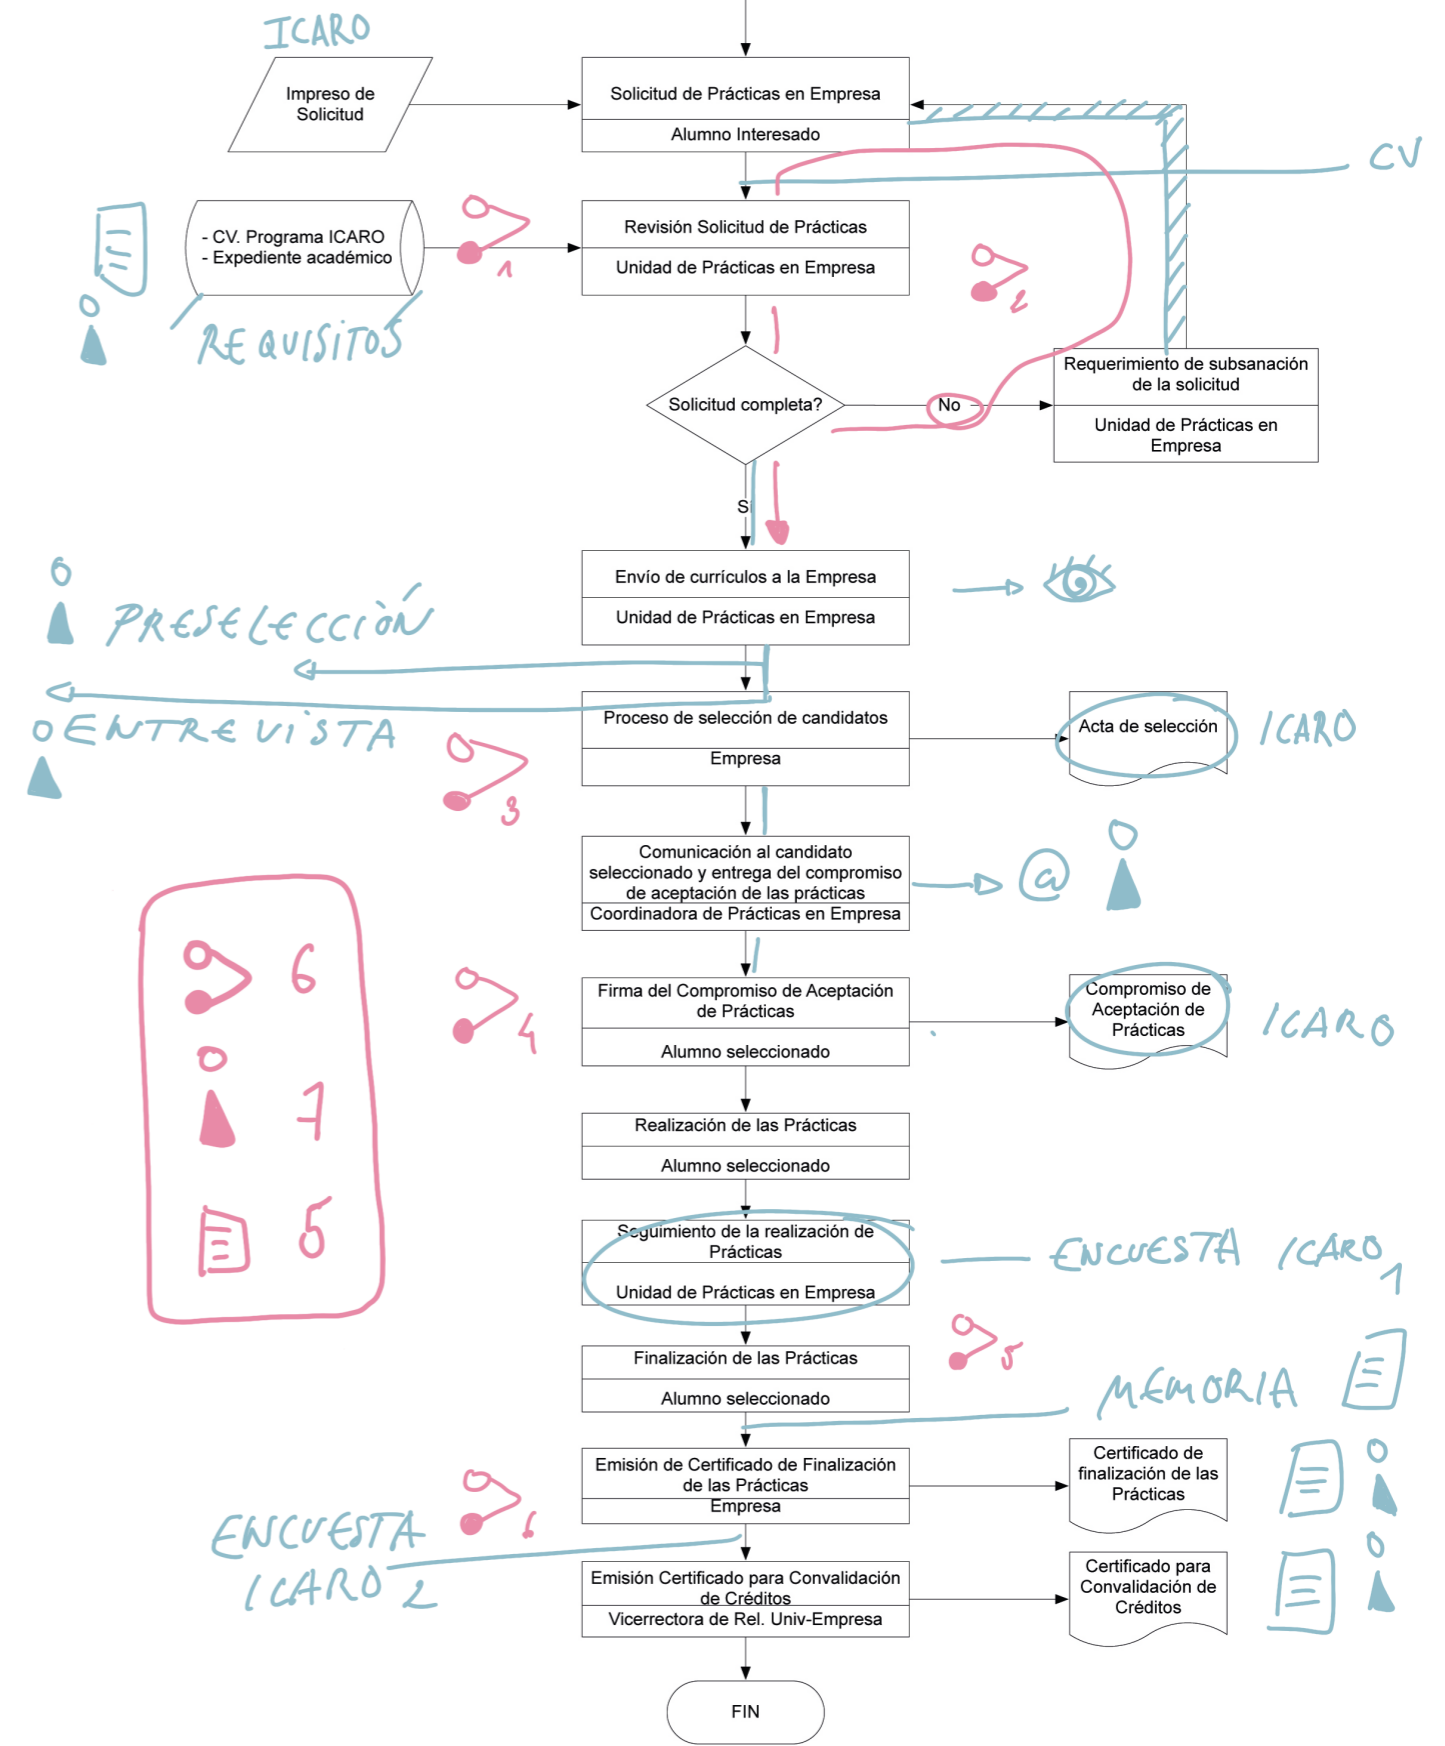 ICARO
Impreso de
Solicitud
Solicitud de Prácticas en Empresa
Alumno Interesado
CV
- CV. Programa ICARO
- Expediente académico
1
Revisión Solicitud de Prácticas
Unidad de Prácticas en Empresa
2
REQUISITOS
Solicitud completa?
No
Requerimiento de subsanación
de la solicitud
Unidad de Prácticas en
Empresa
Si
Envío de currículos a la Empresa
Unidad de Prácticas en Empresa
PRESELECCIÒN
ENTREVISTA
3
Proceso de selección de candidatos
Empresa
Acta de selección
ICARO
Comunicación al candidato
seleccionado y entrega del compromiso
de aceptación de las prácticas
Coordinadora de Prácticas en Empresa
@
6
7
5
4
Firma del Compromiso de Aceptación
de Prácticas
Alumno seleccionado
Compromiso de
Aceptación de
Prácticas
ICARO
Realización de las Prácticas
Alumno seleccionado
Seguimiento de la realización de
Prácticas
Unidad de Prácticas en Empresa
ENCUESTA ICARO 1
Finalización de las Prácticas
Alumno seleccionado
5
MEMORIA
Emisión de Certificado de Finalización
de las Prácticas
Empresa
Certificado de
finalización de las
Prácticas
6
ENCUESTA
ICARO 2
Emisión Certificado para Convalidación
de Créditos
Vicerrectora de Rel. Univ-Empresa
Certificado para
Convalidación de
Créditos
FIN